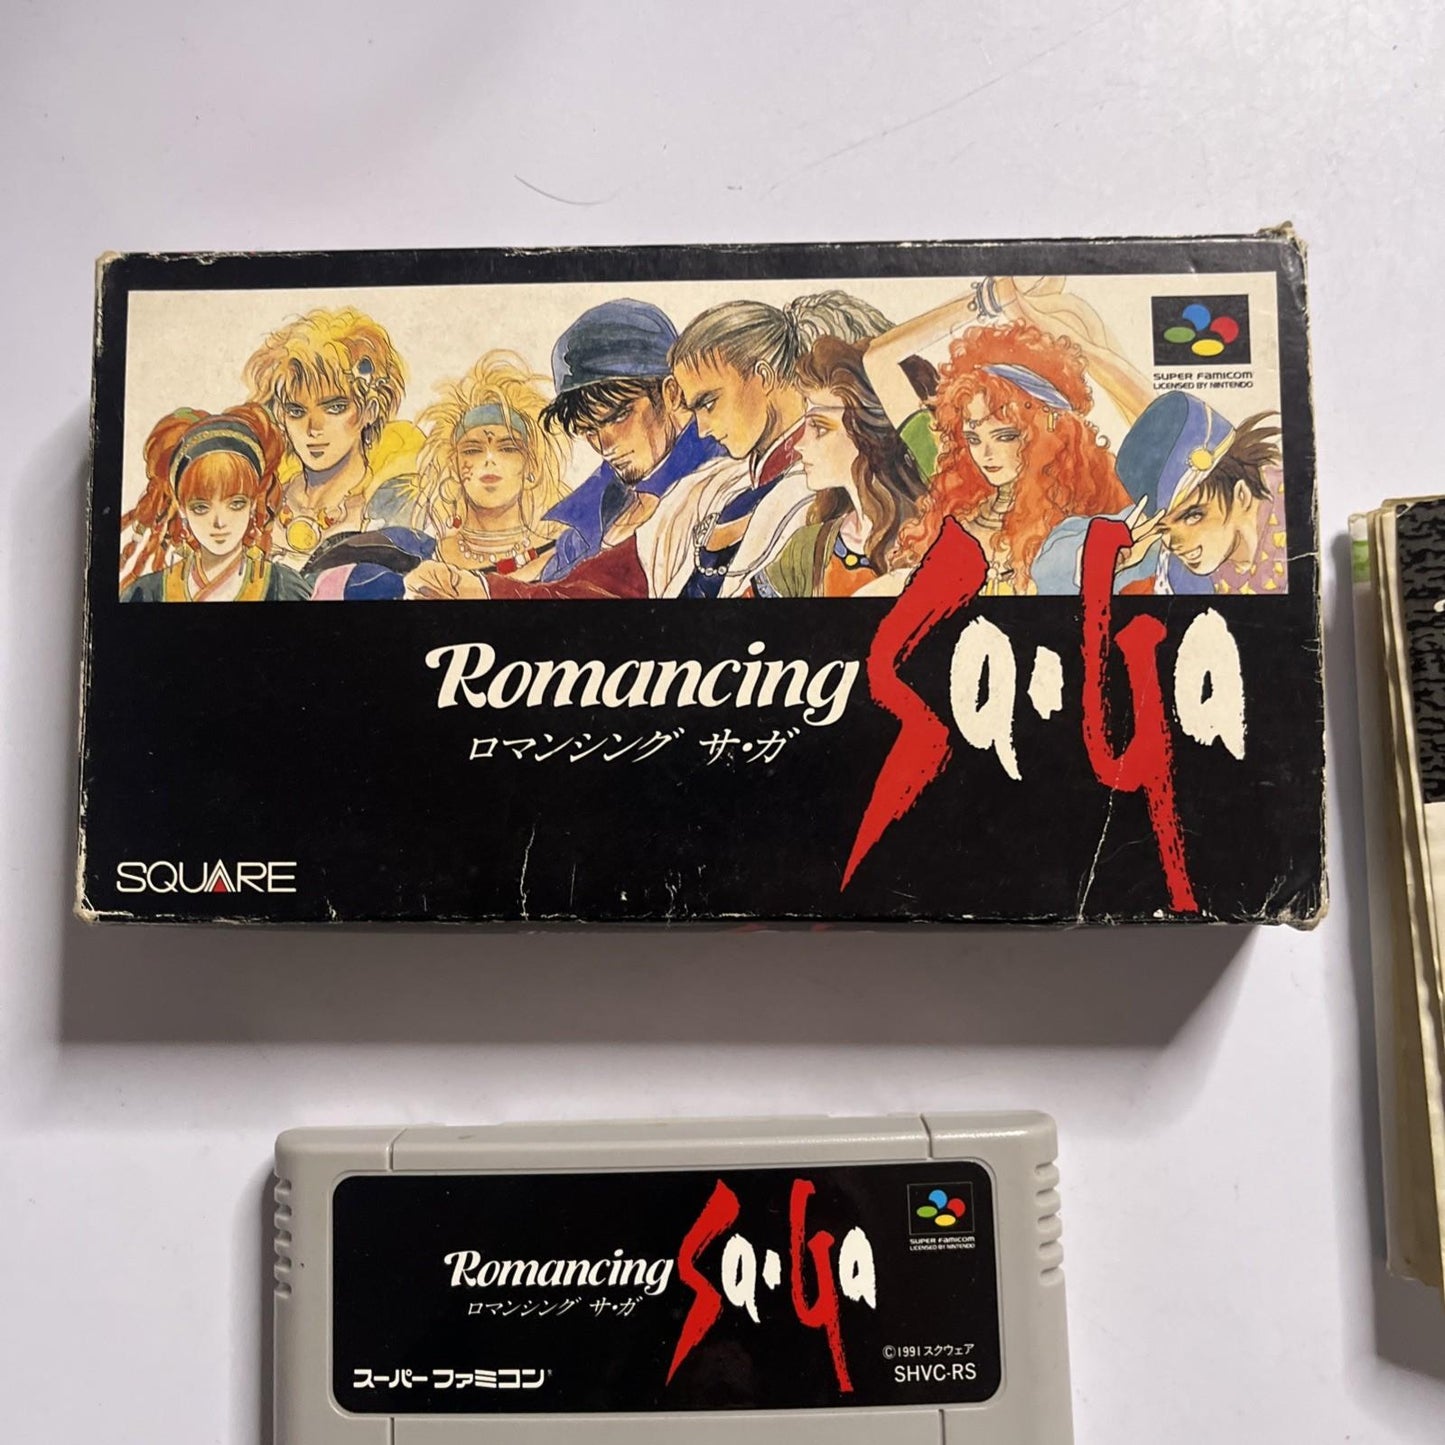 SUPER FAMICOM
LICENSED BY NINTENDO
Romancing Sa·Ga
ロマンシング サ・ガ
SQUARE
SUPER FAMICOM
LICENSED BY NINTENDO
Romancing Sa·Ga
ロマンシング サ・ガ
©1991 スクウェア
スーパーファミコン
SHVC-RS